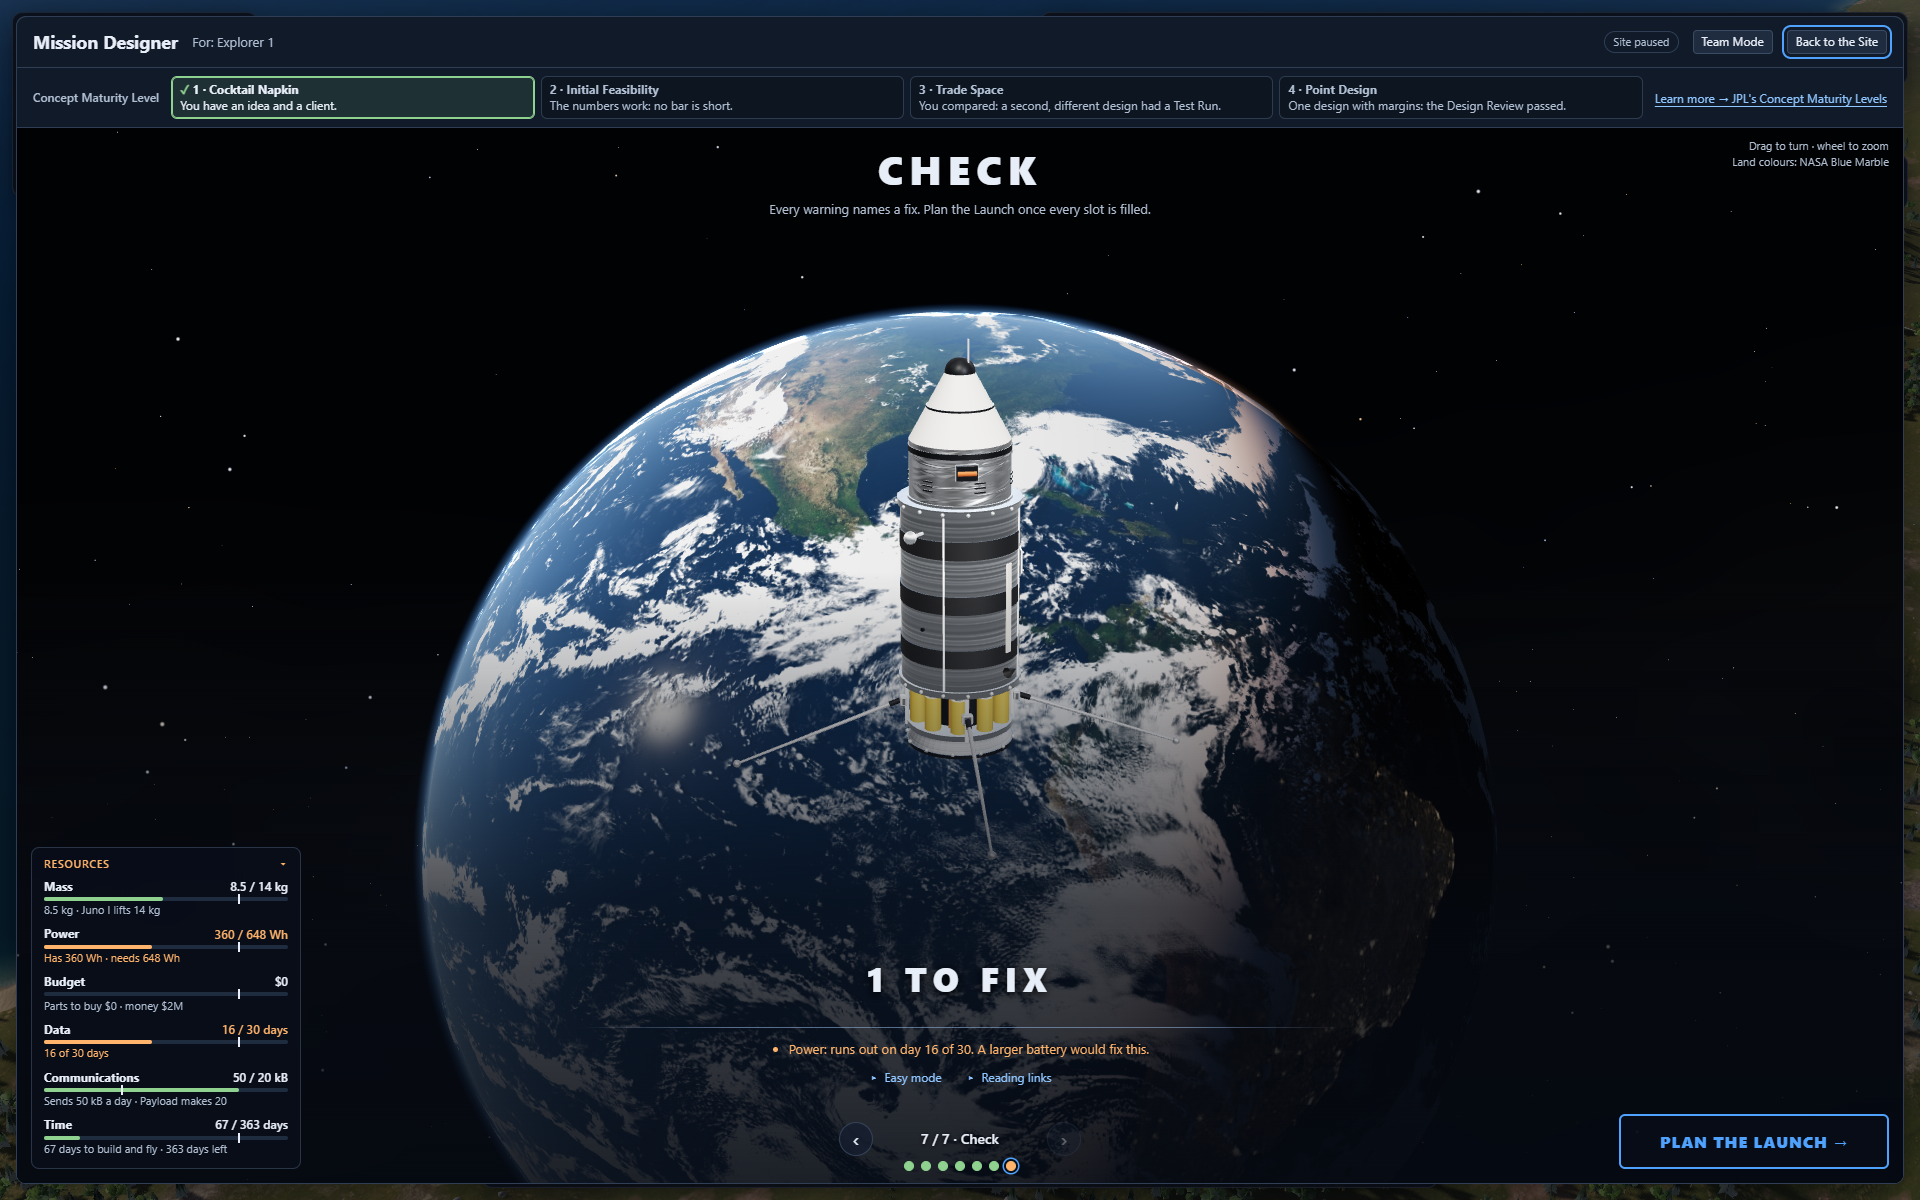 Mission Designer
For: Explorer 1
Site paused
Team Mode
Back to the Site
Concept Maturity Level
✓ 1 · Cocktail Napkin
You have an idea and a client.
2 · Initial Feasibility
The numbers work: no bar is short.
3 · Trade Space
You compared: a second, different design had a Test Run.
4 · Point Design
One design with margins: the Design Review passed.
Learn more → JPL's Concept Maturity Levels
CHECK
Every warning names a fix. Plan the Launch once every slot is filled.
Drag to turn · wheel to zoom
Land colours: NASA Blue Marble
RESOURCES
Mass 8.5 / 14 kg
8.5 kg · Juno I lifts 14 kg
Power 360 / 648 Wh
Has 360 Wh · needs 648 Wh
Budget $0
Parts to buy $0 · money $2M
Data 16 / 30 days
16 of 30 days
Communications 50 / 20 kB
Sends 50 kB a day · Payload makes 20
Time 67 / 363 days
67 days to build and fly · 363 days left
1 TO FIX
• Power: runs out on day 16 of 30. A larger battery would fix this.
‣ Easy mode ‣ Reading links
‹ 7 / 7 · Check ›
PLAN THE LAUNCH →